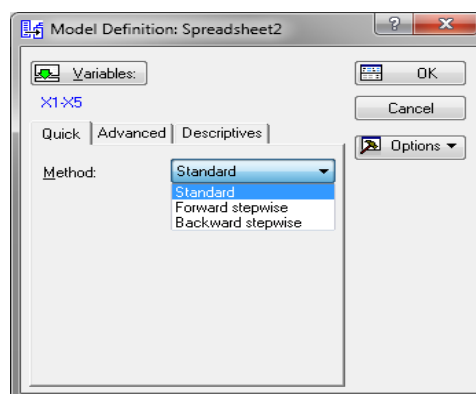 Model Definition: Spreadsheet2
?
Variables:
OK
X1-X5
Cancel
Quick Advanced Descriptives
Options
Method: Standard
Standard
Forward stepwise
Backward stepwise